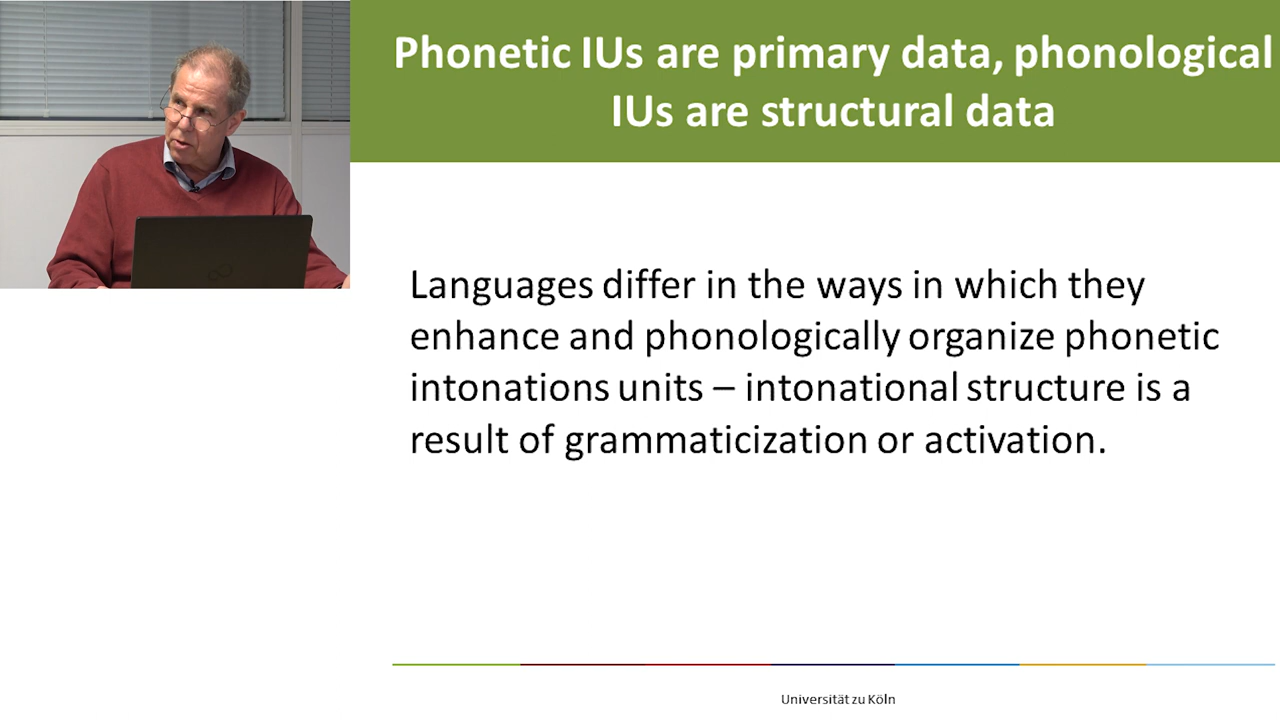 Phonetic IUs are primary data, phonological
IUs are structural data
Languages differ in the ways in which they
enhance and phonologically organize phonetic
intonations units – intonational structure is a
result of grammaticization or activation.
Universität zu Köln